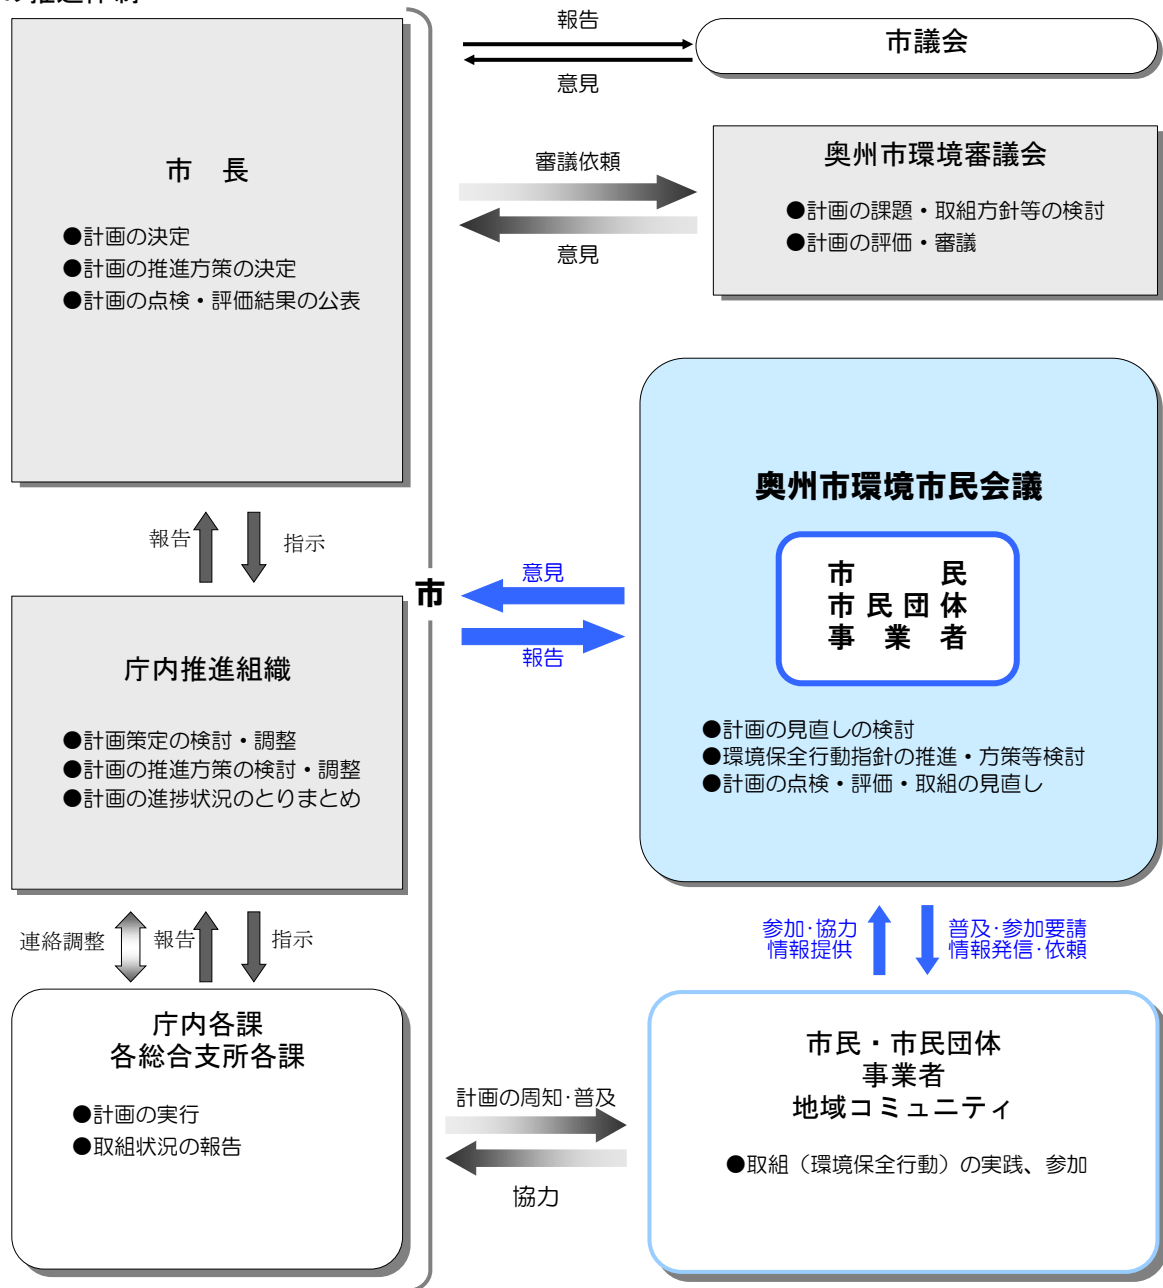 報告
市議会
意見
市 長
●計画の決定
●計画の推進方策の決定
●計画の点検・評価結果の公表
審議依頼
意見
奥州市環境審議会
●計画の課題・取組方針等の検討
●計画の評価・審議
報告
指示
市
意見
報告
奥州市環境市民会議
市 民
市民団体
事 業 者
●計画の見直しの検討
●環境保全行動指針の推進・方策等検討
●計画の点検・評価・取組の見直し
庁内推進組織
●計画策定の検討・調整
●計画の推進方策の検討・調整
●計画の進捗状況のとりまとめ
連絡調整
報告
指示
参加・協力
情報提供
普及・参加要請
情報発信・依頼
庁内各課
各総合支所各課
●計画の実行
●取組状況の報告
計画の周知・普及
協力
市民・市民団体
事業者
地域コミュニティ
●取組（環境保全行動）の実践、参加